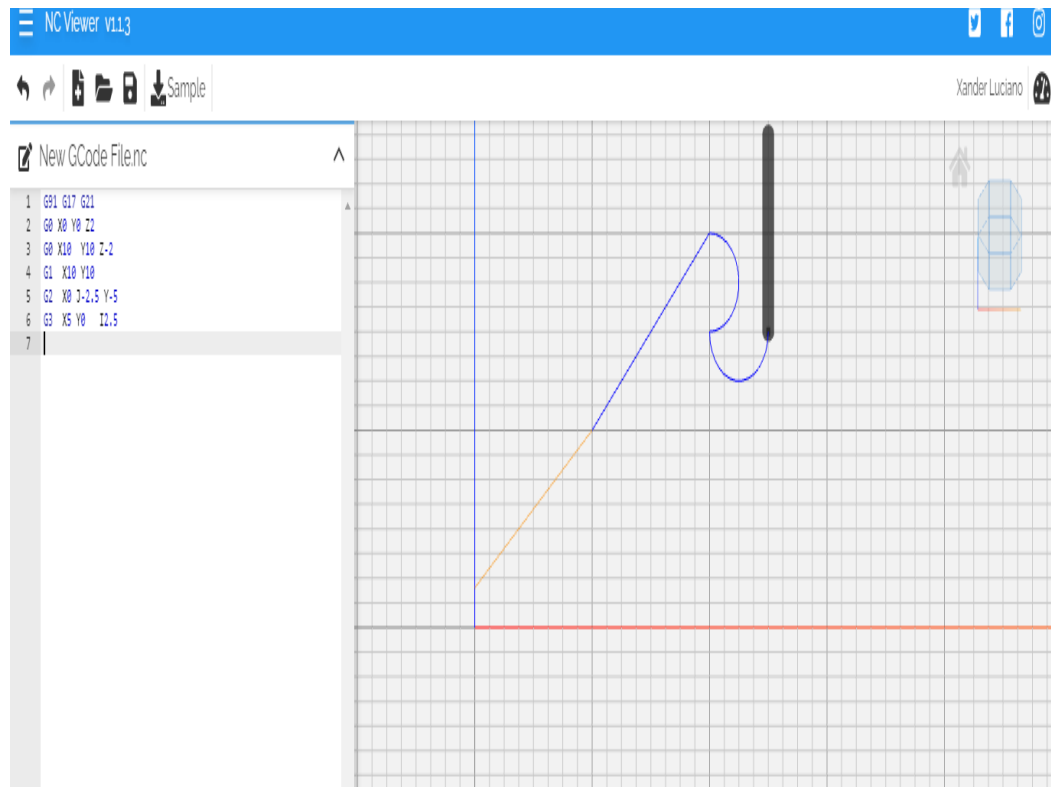 NC Viewer v1.1.3
Sample
Xander Luciano
New GCode File.nc
1 G91 G17 G21
2 G0 X0 Y0 Z2
3 G0 X10  Y10 Z-2
4 G1  X10 Y10
5 G2  X0 J-2.5 Y-5
6 G3  X5 Y0   I2.5
7